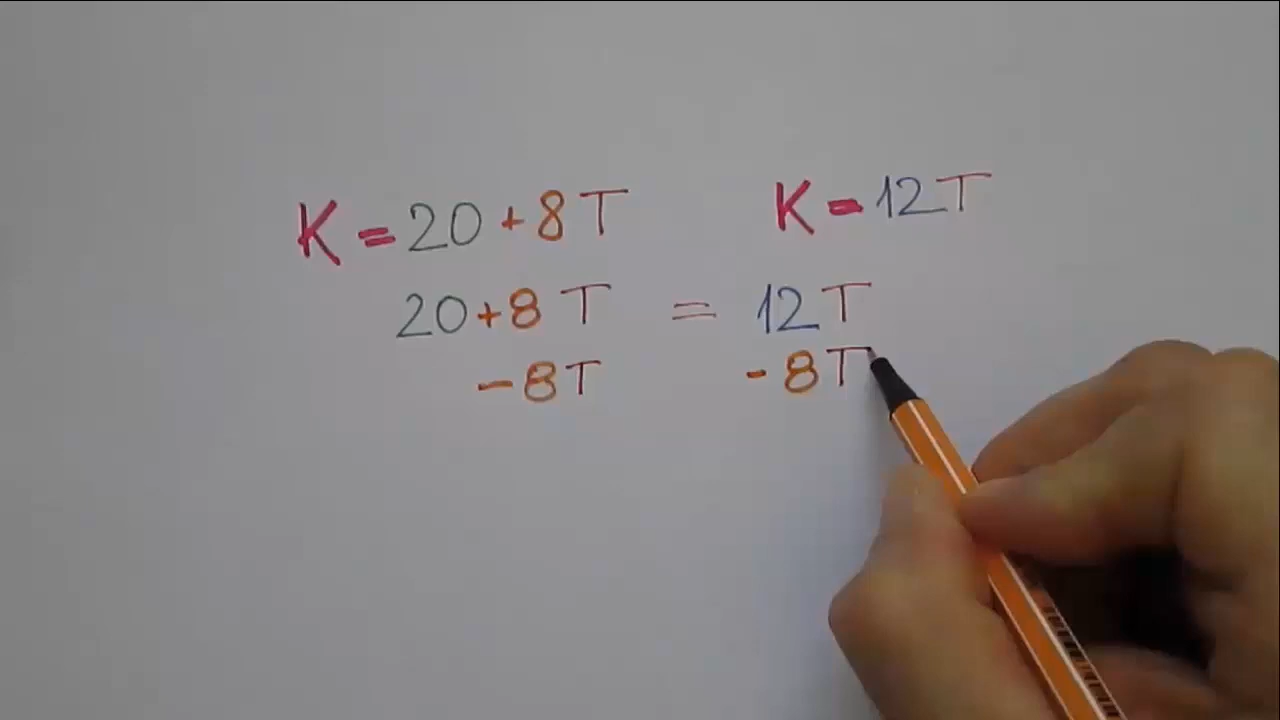 K = 20 + 8T K = 12T
20 + 8T = 12T
- 8T - 8T